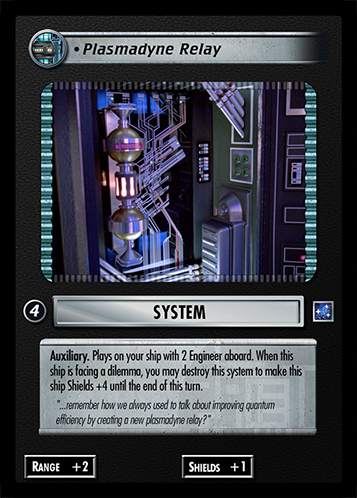 • Plasmadyne Relay
4
SYSTEM
Auxiliary. Plays on your ship with 2 Engineer aboard. When this
ship is facing a dilemma, you may destroy this system to make this
ship Shields +4 until the end of this turn.
"...remember how we always used to talk about improving quantum
efficiency by creating a new plasmadyne relay?"
RANGE +2
SHIELDS +1